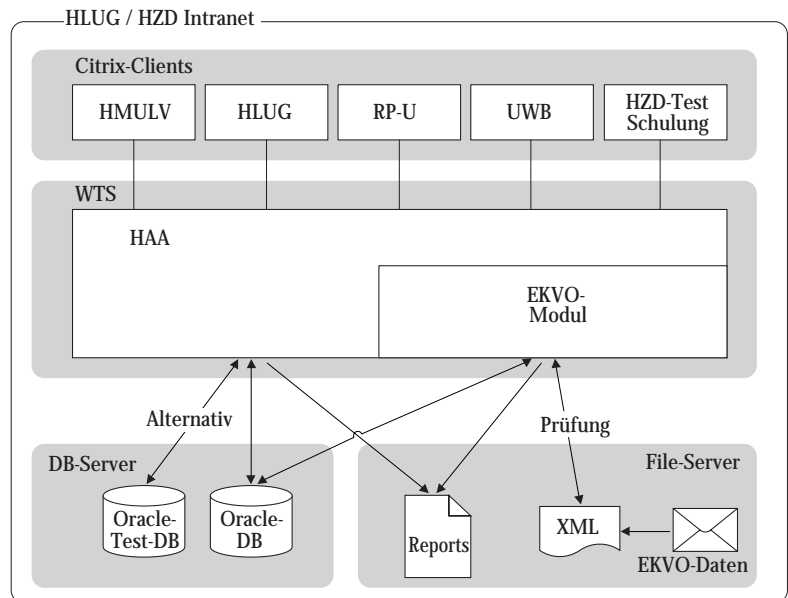 HLUG / HZD Intranet
Citrix-Clients
HMULV
HLUG
RP-U
UWB
HZD-Test
Schulung
WTS
HAA
EKVO-
Modul
Alternativ
Prüfung
DB-Server
File-Server
Oracle-
Test-DB
Oracle-
DB
Reports
XML
EKVO-Daten